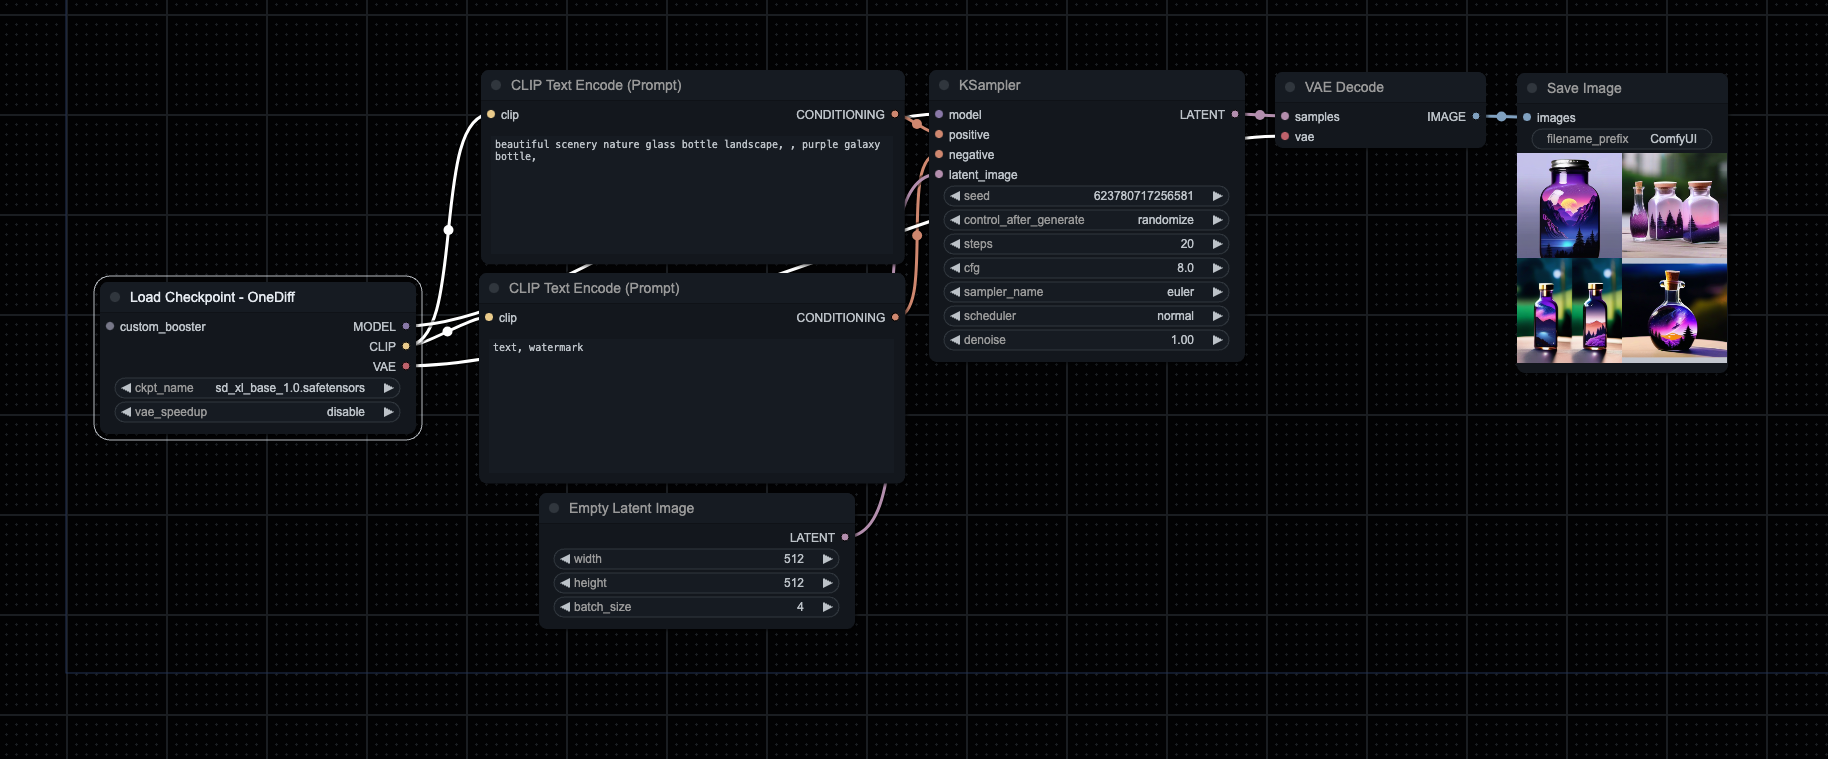 Load Checkpoint - OneDiff
custom_booster
MODEL
CLIP
VAE
ckpt_name sd_xl_base_1.0.safetensors
vae_speedup disable
CLIP Text Encode (Prompt)
clip CONDITIONING
beautiful scenery nature glass bottle landscape, , purple galaxy
bottle,
CLIP Text Encode (Prompt)
clip CONDITIONING
text, watermark
Empty Latent Image
LATENT
width 512
height 512
batch_size 4
KSampler
model LATENT
positive
negative
latent_image
seed 623780717256581
control_after_generate randomize
steps 20
cfg 8.0
sampler_name euler
scheduler normal
denoise 1.00
VAE Decode
samples IMAGE
vae
Save Image
images
filename_prefix ComfyUI